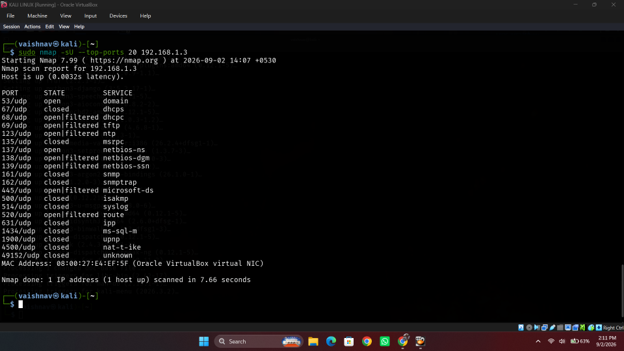 KALI [Running] - Oracle VirtualBox
File Machine View Input Devices Help
Session Actions Edit View Help
┌──(vaishnav㉿kali)-[~]
└─$ sudo nmap -sU --top-ports 20 192.168.1.3
Starting Nmap 7.99 ( https://nmap.org ) at 2026-09-02 14:07 +0530
Nmap scan report for 192.168.1.3
Host is up (0.0032s latency).
PORT STATE SERVICE
53/udp open domain
67/udp closed dhcps
68/udp open|filtered dhcpc
69/udp open|filtered tftp
123/udp open|filtered ntp
135/udp closed msrpc
137/udp open netbios-ns
138/udp open|filtered netbios-dgm
139/udp open|filtered netbios-ssn
161/udp closed snmp
162/udp closed snmptrap
445/udp open|filtered microsoft-ds
500/udp closed isakmp
514/udp closed syslog
520/udp open|filtered route
631/udp closed ipp
1434/udp closed ms-sql-m
1900/udp closed upnp
4500/udp closed nat-t-ike
49152/udp closed unknown
MAC Address: 08:00:27:E4:EF:5F (Oracle VirtualBox virtual NIC)
Nmap done: 1 IP address (1 host up) scanned in 7.66 seconds
┌──(vaishnav㉿kali)-[~]
└─$
Right Ctrl
Search
63%
2:11 PM
9/2/2026